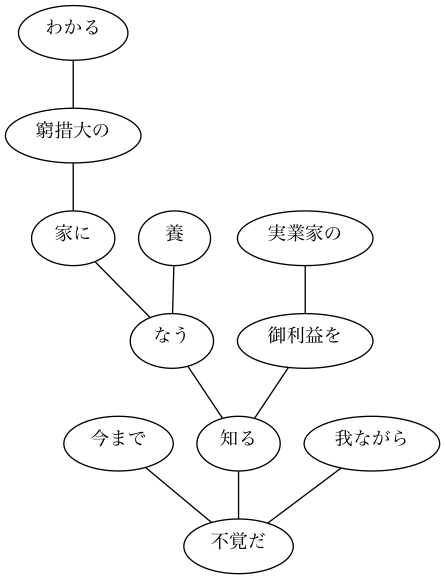 わかる
窮措大の
家に
養
実業家の
なう
御利益を
今まで
知る
我ながら
不覚だ